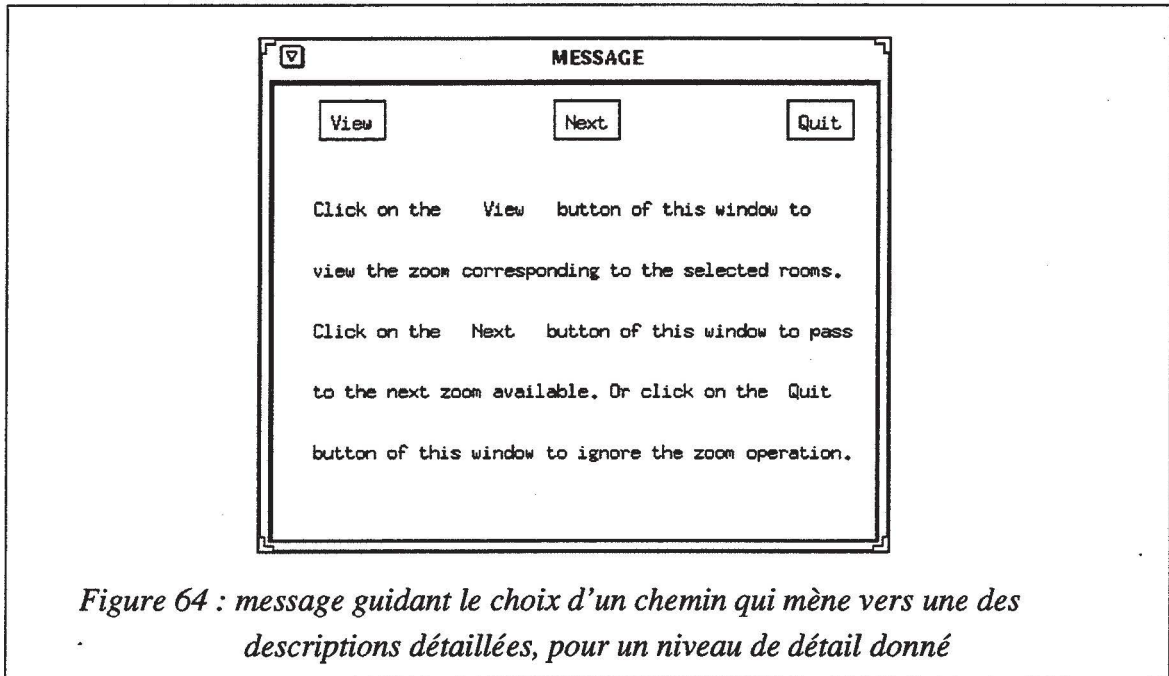 MESSAGE
View Next Quit
Click on the View button of this window to
view the zoom corresponding to the selected rooms.
Click on the Next button of this window to pass
to the next zoom available. Or click on the Quit
button of this window to ignore the zoom operation.
Figure 64 : message guidant le choix d'un chemin qui mène vers une des
descriptions détaillées, pour un niveau de détail donné